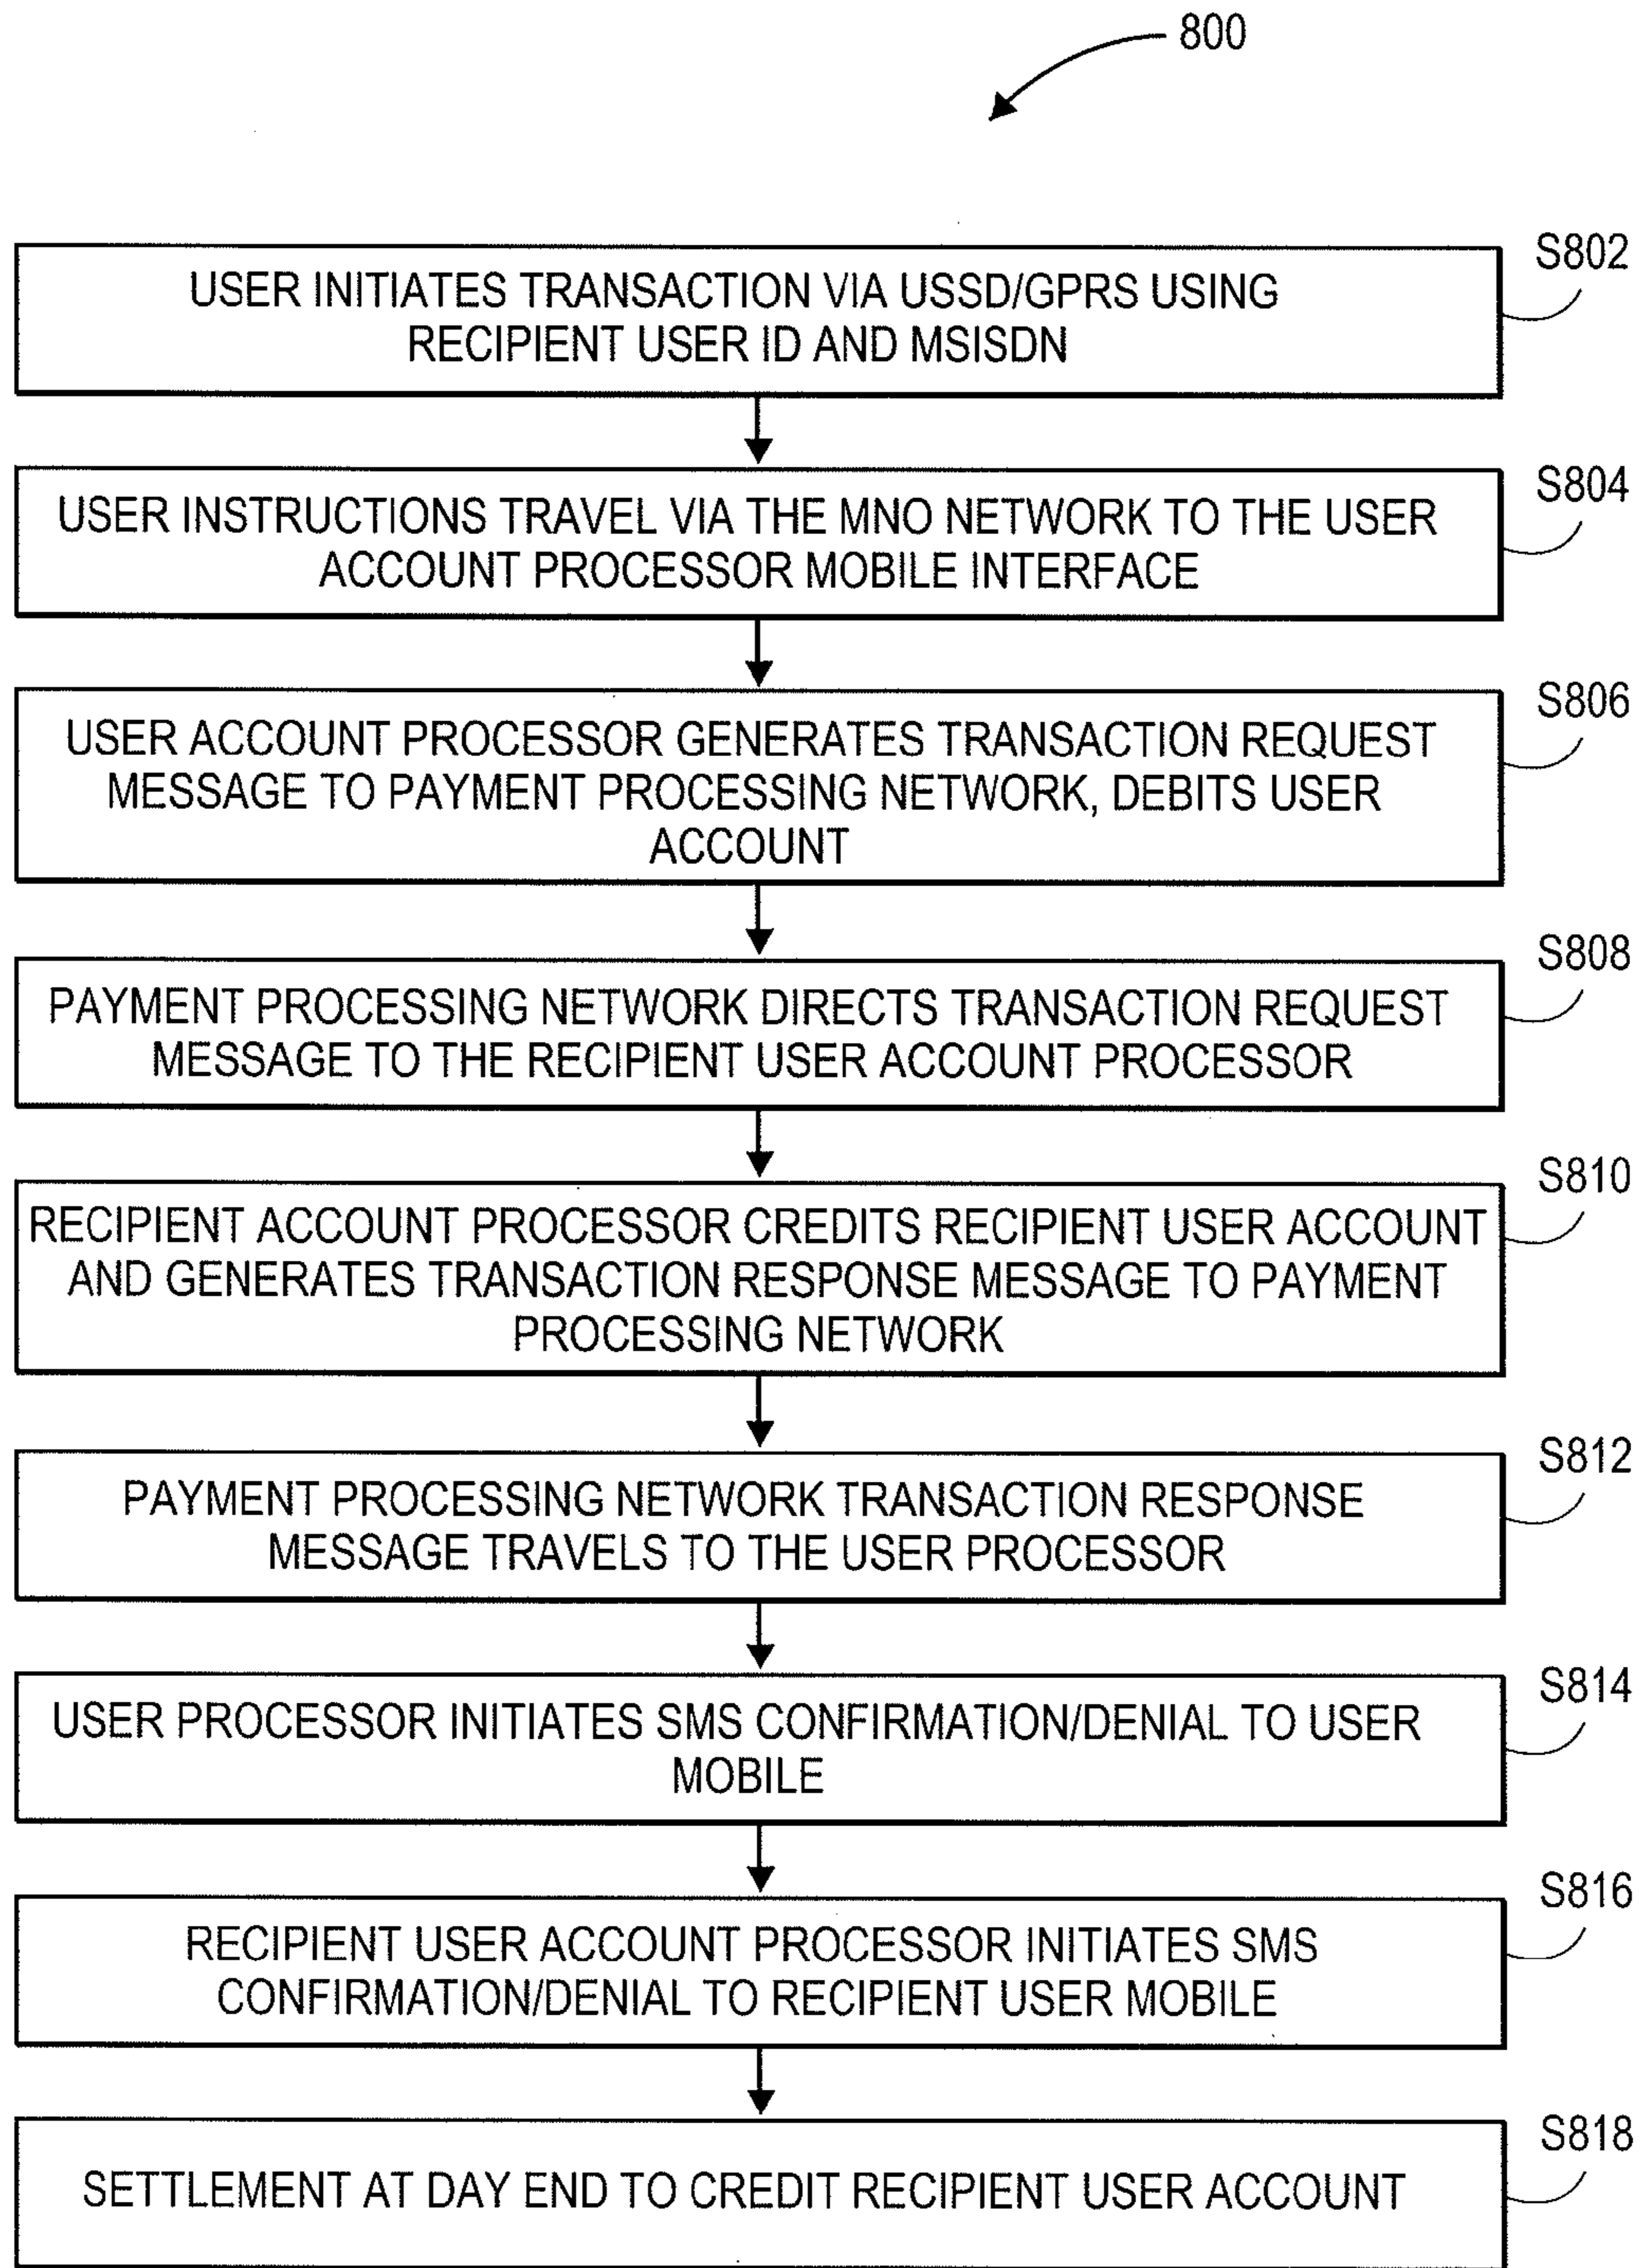 800
S802
USER INITIATES TRANSACTION VIA USSD/GPRS USING
RECIPIENT USER ID AND MSISDN
S804
USER INSTRUCTIONS TRAVEL VIA THE MNO NETWORK TO THE USER
ACCOUNT PROCESSOR MOBILE INTERFACE
S806
USER ACCOUNT PROCESSOR GENERATES TRANSACTION REQUEST
MESSAGE TO PAYMENT PROCESSING NETWORK, DEBITS USER
ACCOUNT
S808
PAYMENT PROCESSING NETWORK DIRECTS TRANSACTION REQUEST
MESSAGE TO THE RECIPIENT USER ACCOUNT PROCESSOR
S810
RECIPIENT ACCOUNT PROCESSOR CREDITS RECIPIENT USER ACCOUNT
AND GENERATES TRANSACTION RESPONSE MESSAGE TO PAYMENT
PROCESSING NETWORK
S812
PAYMENT PROCESSING NETWORK TRANSACTION RESPONSE
MESSAGE TRAVELS TO THE USER PROCESSOR
S814
USER PROCESSOR INITIATES SMS CONFIRMATION/DENIAL TO USER
MOBILE
S816
RECIPIENT USER ACCOUNT PROCESSOR INITIATES SMS
CONFIRMATION/DENIAL TO RECIPIENT USER MOBILE
S818
SETTLEMENT AT DAY END TO CREDIT RECIPIENT USER ACCOUNT